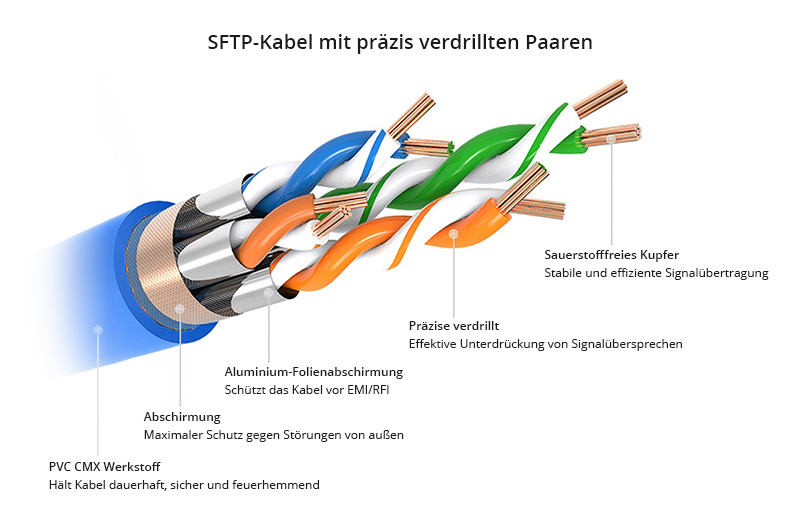 SFTP-Kabel mit präzis verdrillten Paaren
Sauerstofffreies Kupfer
Stabile und effiziente Signalübertragung
Präzise verdrillt
Effektive Unterdrückung von Signalübersprechen
Aluminium-Folienabschirmung
Schützt das Kabel vor EMI/RFI
Abschirmung
Maximaler Schutz gegen Störungen von außen
PVC CMX Werkstoff
Hält Kabel dauerhaft, sicher und feuerhemmend